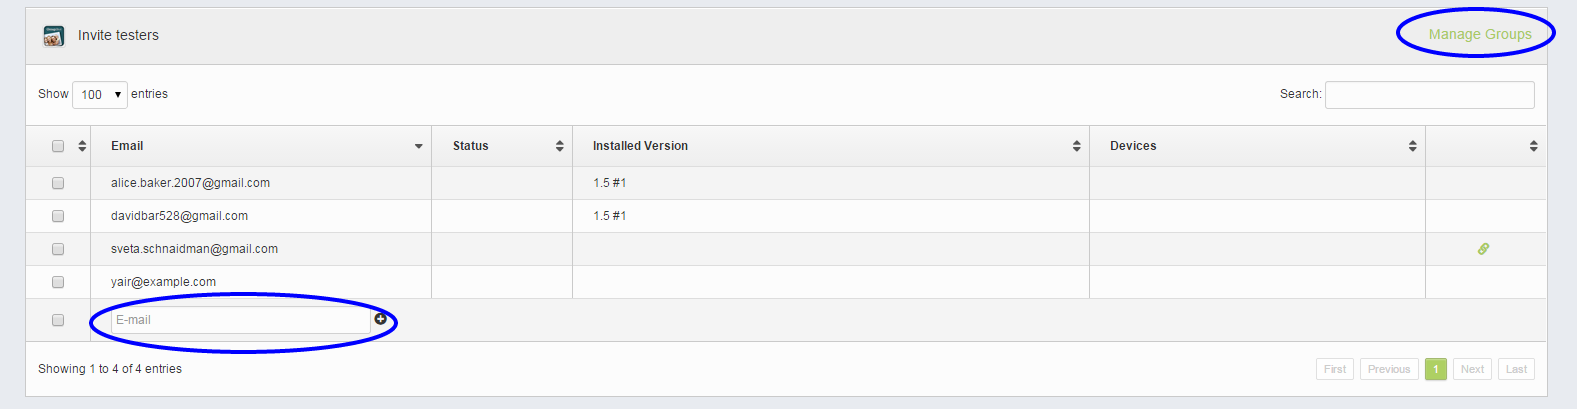 Invite testers
Manage Groups
Show 100 entries
Search:
Email Status Installed Version Devices
alice.baker.2007@gmail.com 1.5 #1
davidbar528@gmail.com 1.5 #1
sveta.schnaidman@gmail.com
yair@example.com
E-mail
Showing 1 to 4 of 4 entries
First Previous 1 Next Last